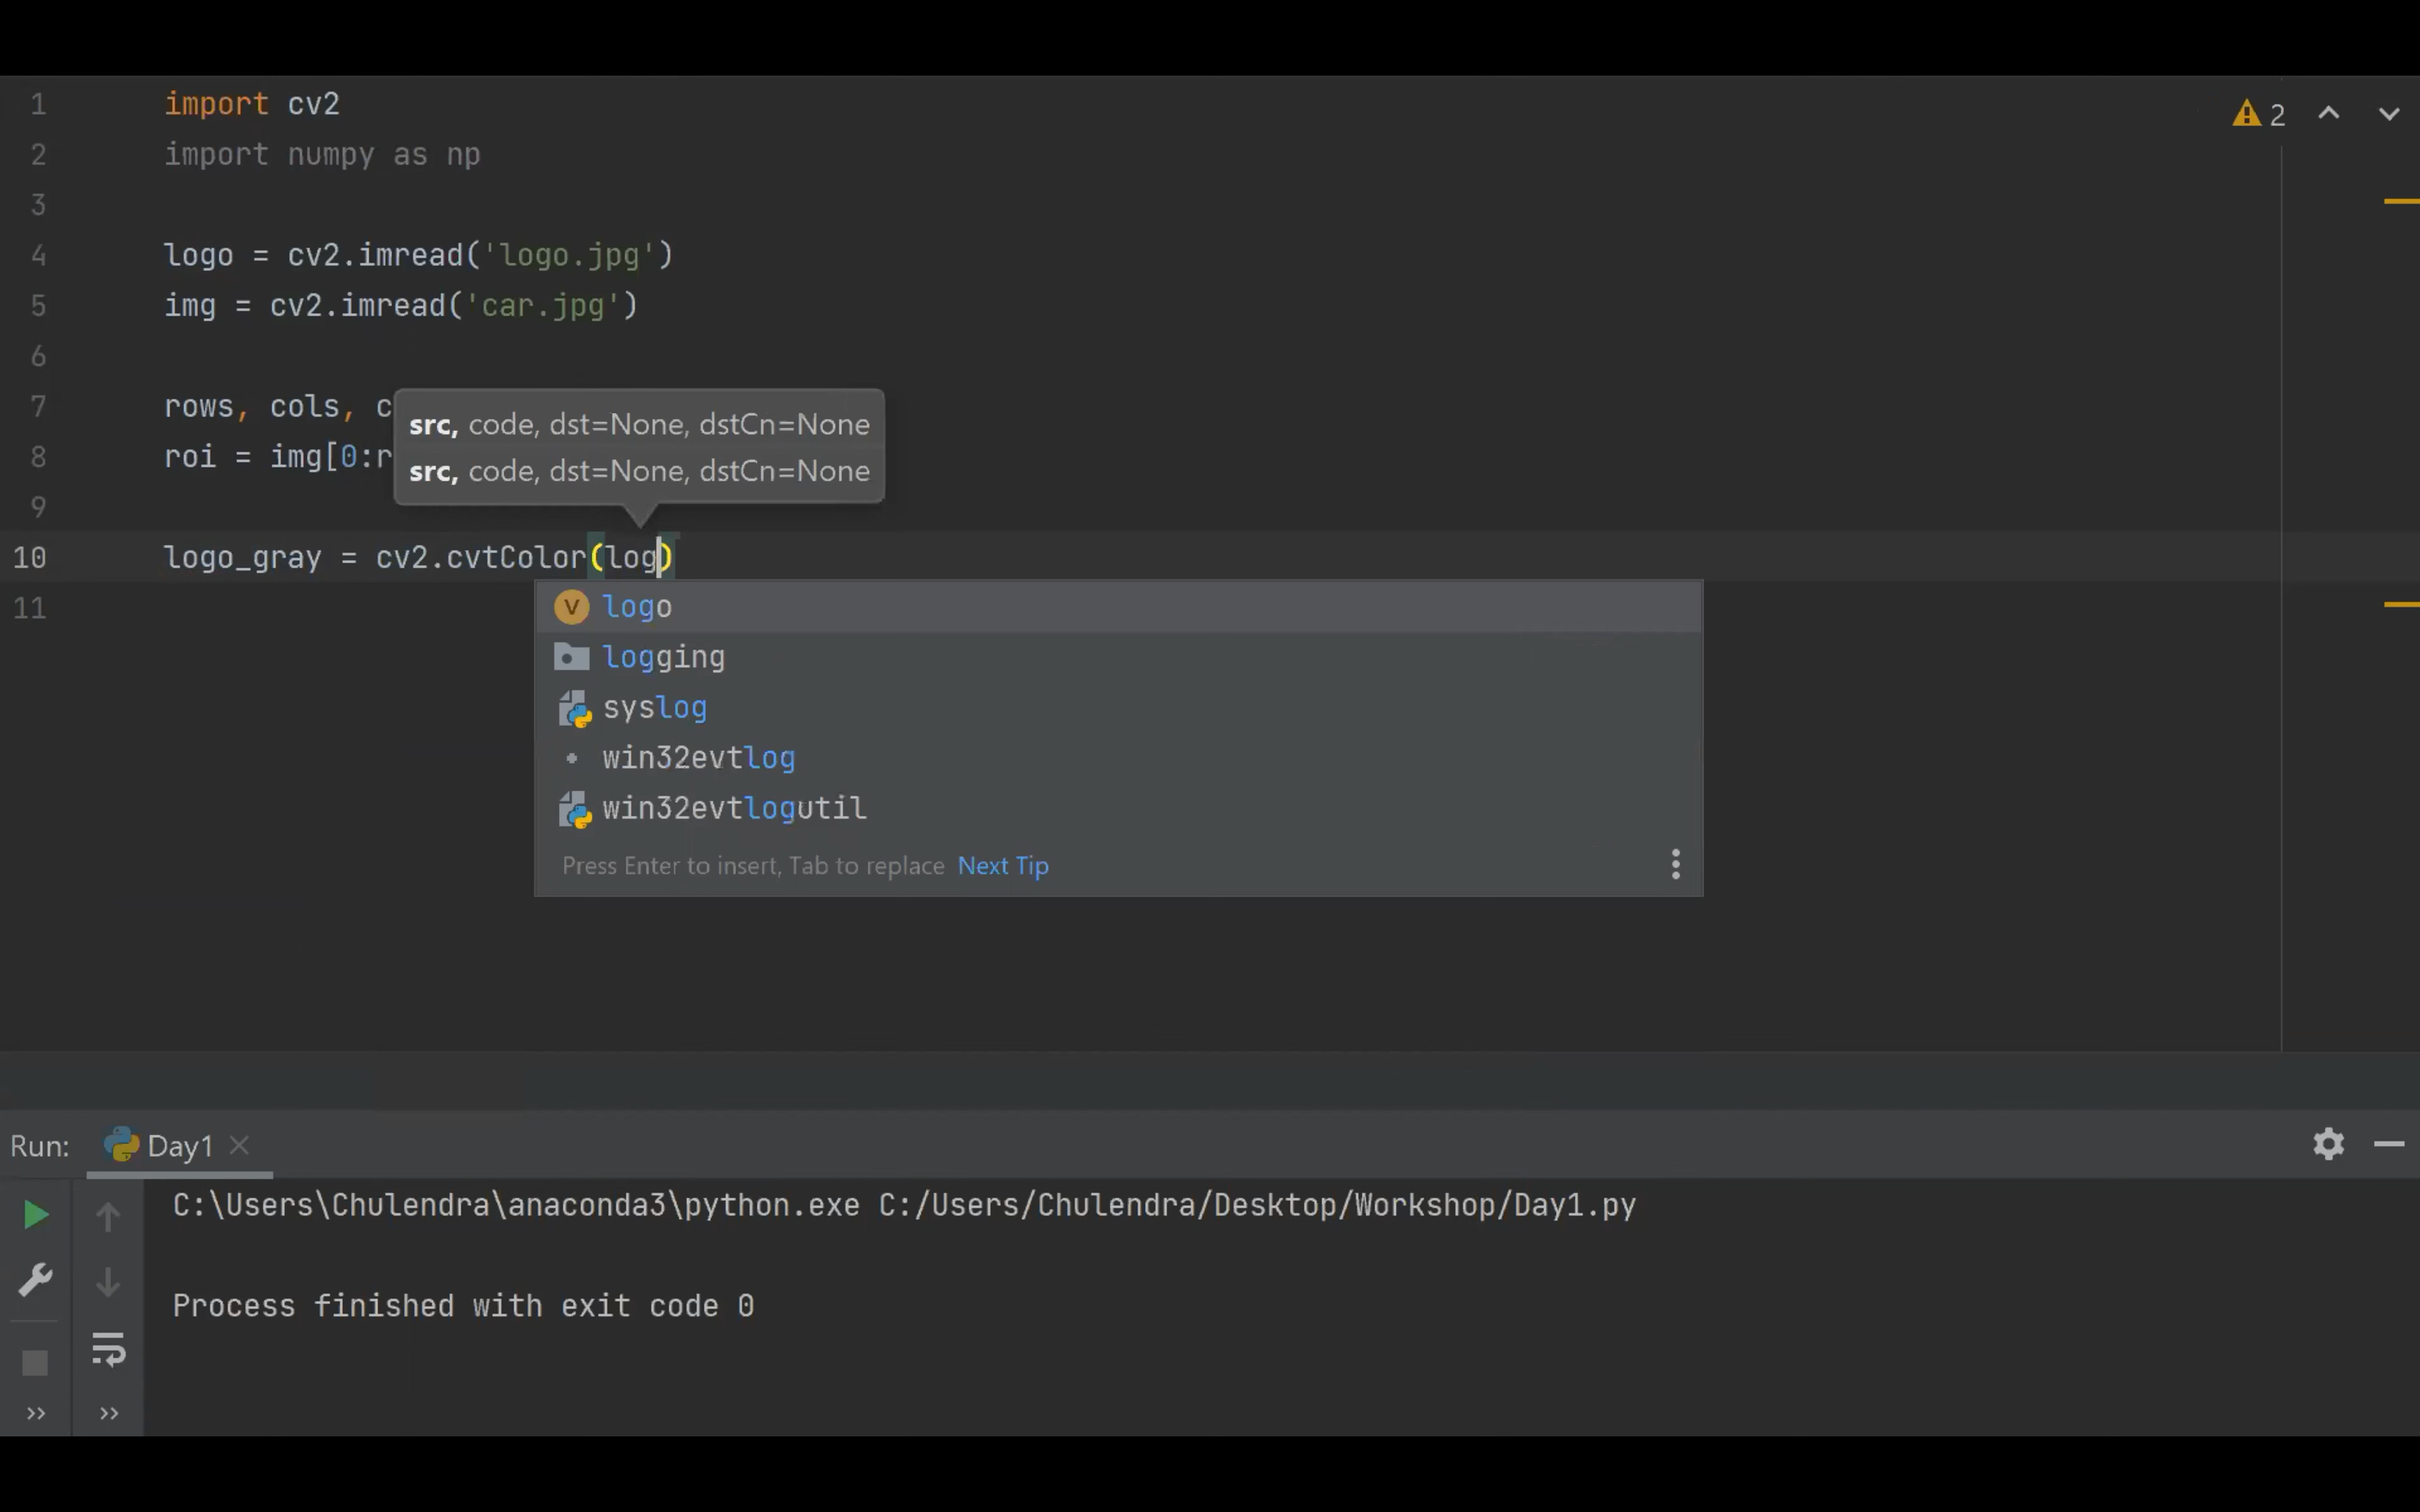 1 import cv2
2 import numpy as np
3
4 logo = cv2.imread('logo.jpg')
5 img = cv2.imread('car.jpg')
6
7 rows, cols, c
8 roi = img[0:r
src, code, dst=None, dstCn=None
src, code, dst=None, dstCn=None
9
10 logo_gray = cv2.cvtColor(log)
11
V logo
logging
syslog
win32evtlog
win32evtlogutil
Press Enter to insert, Tab to replace Next Tip
2
Run: Day1
C:\Users\Chulendra\anaconda3\python.exe C:/Users/Chulendra/Desktop/Workshop/Day1.py
Process finished with exit code 0